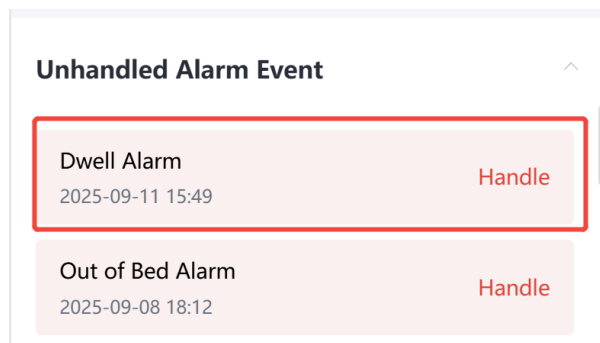 Unhandled Alarm Event
Dwell Alarm
Handle
2025-09-11 15:49
Out of Bed Alarm
Handle
2025-09-08 18:12